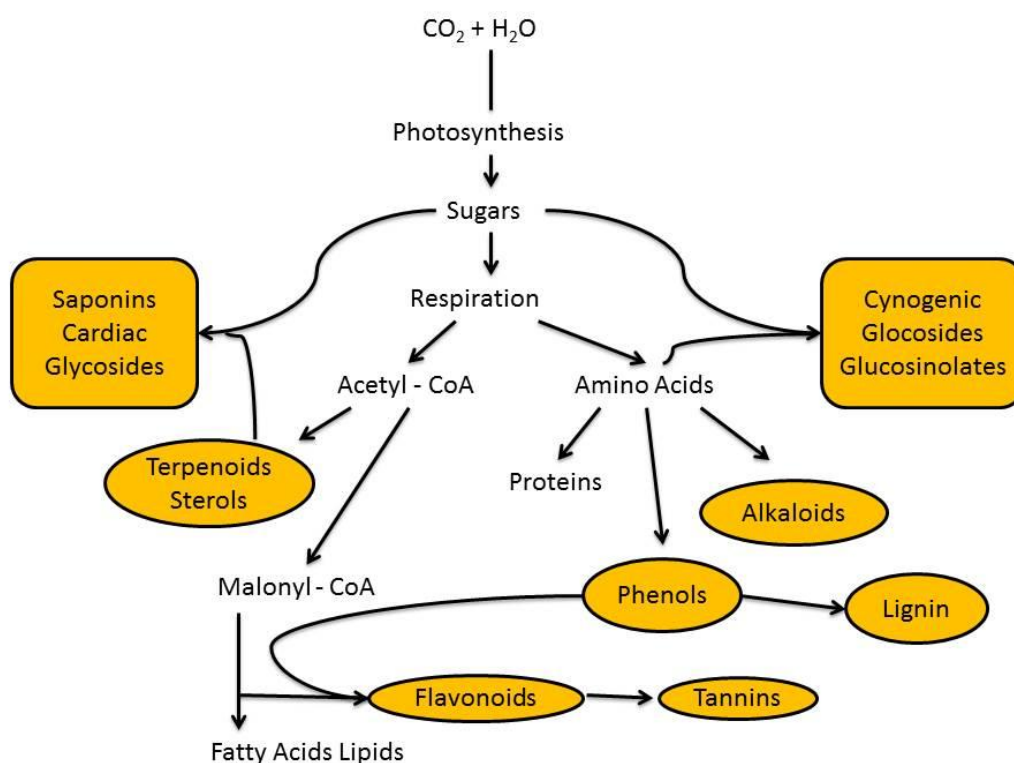 CO2 + H2O
Photosynthesis
Sugars
Saponins
Cardiac
Glycosides
Respiration
Cynogenic
Glocosides
Glucosinolates
Acetyl - CoA
Amino Acids
Terpenoids
Sterols
Proteins
Alkaloids
Malonyl - CoA
Phenols
Lignin
Flavonoids
Tannins
Fatty Acids Lipids